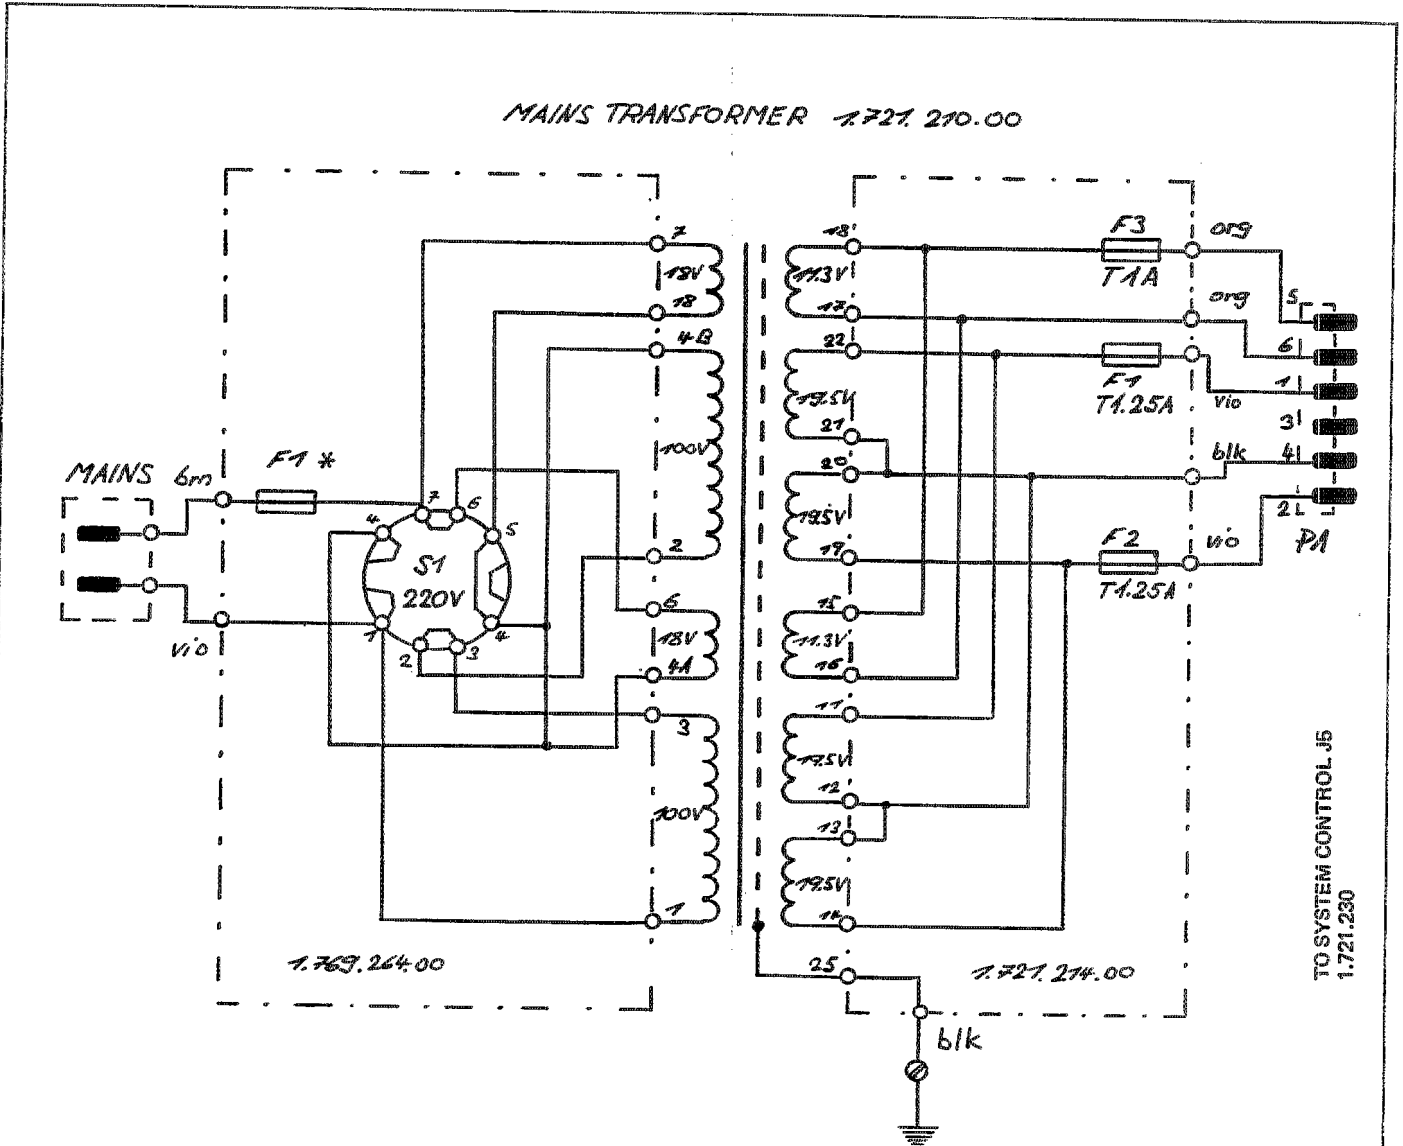 MAINS TRANSFORMER 1.721.210.00
MAINS
brn
vio
F1 *
S1
220V
7
6
5
4
3
2
1
4
7
18V
18
4B
100V
2
6
18V
4A
3
100V
1
1.769.264.00
18
11.3V
17
22
19.5V
21
20
19.5V
19
15
11.3V
16
11
19.5V
12
13
19.5V
14
25
F3
T1A
F1
T1.25A
F2
T1.25A
org
org
vio
blk
vio
5
6
1
3
4
2
P1
1.721.214.00
blk
TO SYSTEM CONTROL J5
1.721.230